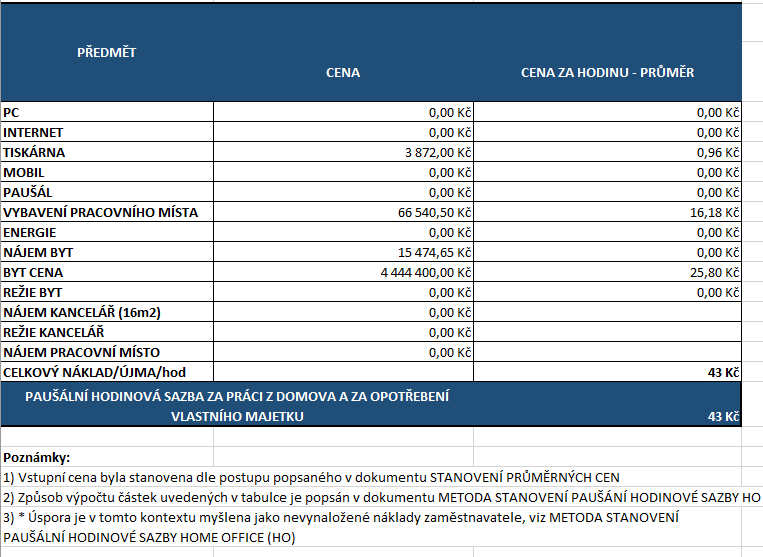 PŘEDMĚT CENA CENA ZA HODINU - PRŮMĚR
PC 0,00 Kč 0,00 Kč
INTERNET 0,00 Kč 0,00 Kč
TISKÁRNA 3 872,00 Kč 0,96 Kč
MOBIL 0,00 Kč 0,00 Kč
PAUŠÁL 0,00 Kč 0,00 Kč
VYBAVENÍ PRACOVNÍHO MÍSTA 66 540,50 Kč 16,18 Kč
ENERGIE 0,00 Kč 0,00 Kč
NÁJEM BYT 15 474,65 Kč 0,00 Kč
BYT CENA 4 444 400,00 Kč 25,80 Kč
REŽIE BYT 0,00 Kč 0,00 Kč
NÁJEM KANCELÁŘ (16m2) 0,00 Kč
REŽIE KANCELÁŘ 0,00 Kč
NÁJEM PRACOVNÍ MÍSTO 0,00 Kč
CELKOVÝ NÁKLAD/ÚJMA/hod 43 Kč
PAUŠÁLNÍ HODINOVÁ SAZBA ZA PRÁCI Z DOMOVA A ZA OPOTŘEBENÍ
VLASTNÍHO MAJETKU 43 Kč
Poznámky:
1) Vstupní cena byla stanovena dle postupu popsaného v dokumentu STANOVENÍ PRŮMĚRNÝCH CEN
2) Způsob výpočtu částek uvedených v tabulce je popsán v dokumentu METODA STANOVENÍ PAUŠÁNÍ HODINOVÉ SAZBY HO
3) * Úspora je v tomto kontextu myšlena jako nevynaložené náklady zaměstnavatele, viz METODA STANOVENÍ
PAUŠÁLNÍ HODINOVÉ SAZBY HOME OFFICE (HO)